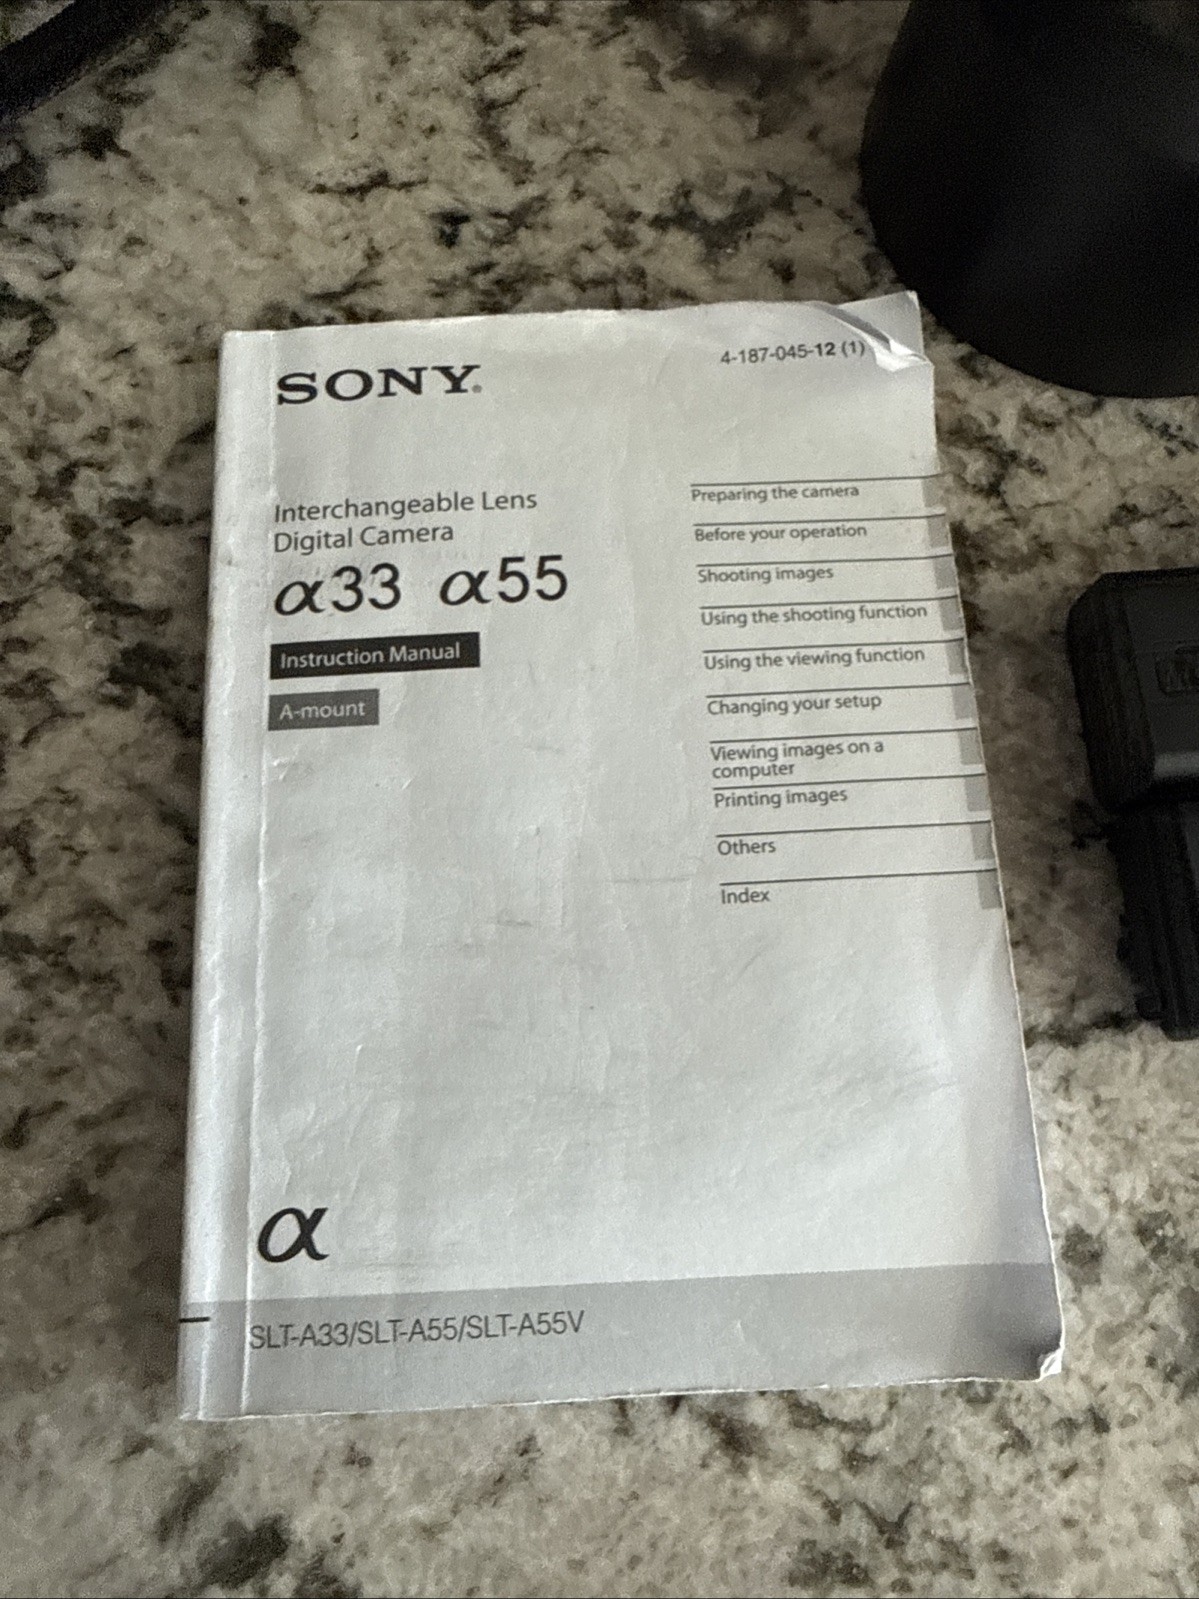 SONY®
4-187-045-12 (1)
Interchangeable Lens
Digital Camera
α33 α55
Instruction Manual
A-mount
Preparing the camera
Before your operation
Shooting images
Using the shooting function
Using the viewing function
Changing your setup
Viewing images on a
computer
Printing images
Others
Index
α
SLT-A33/SLT-A55/SLT-A55V